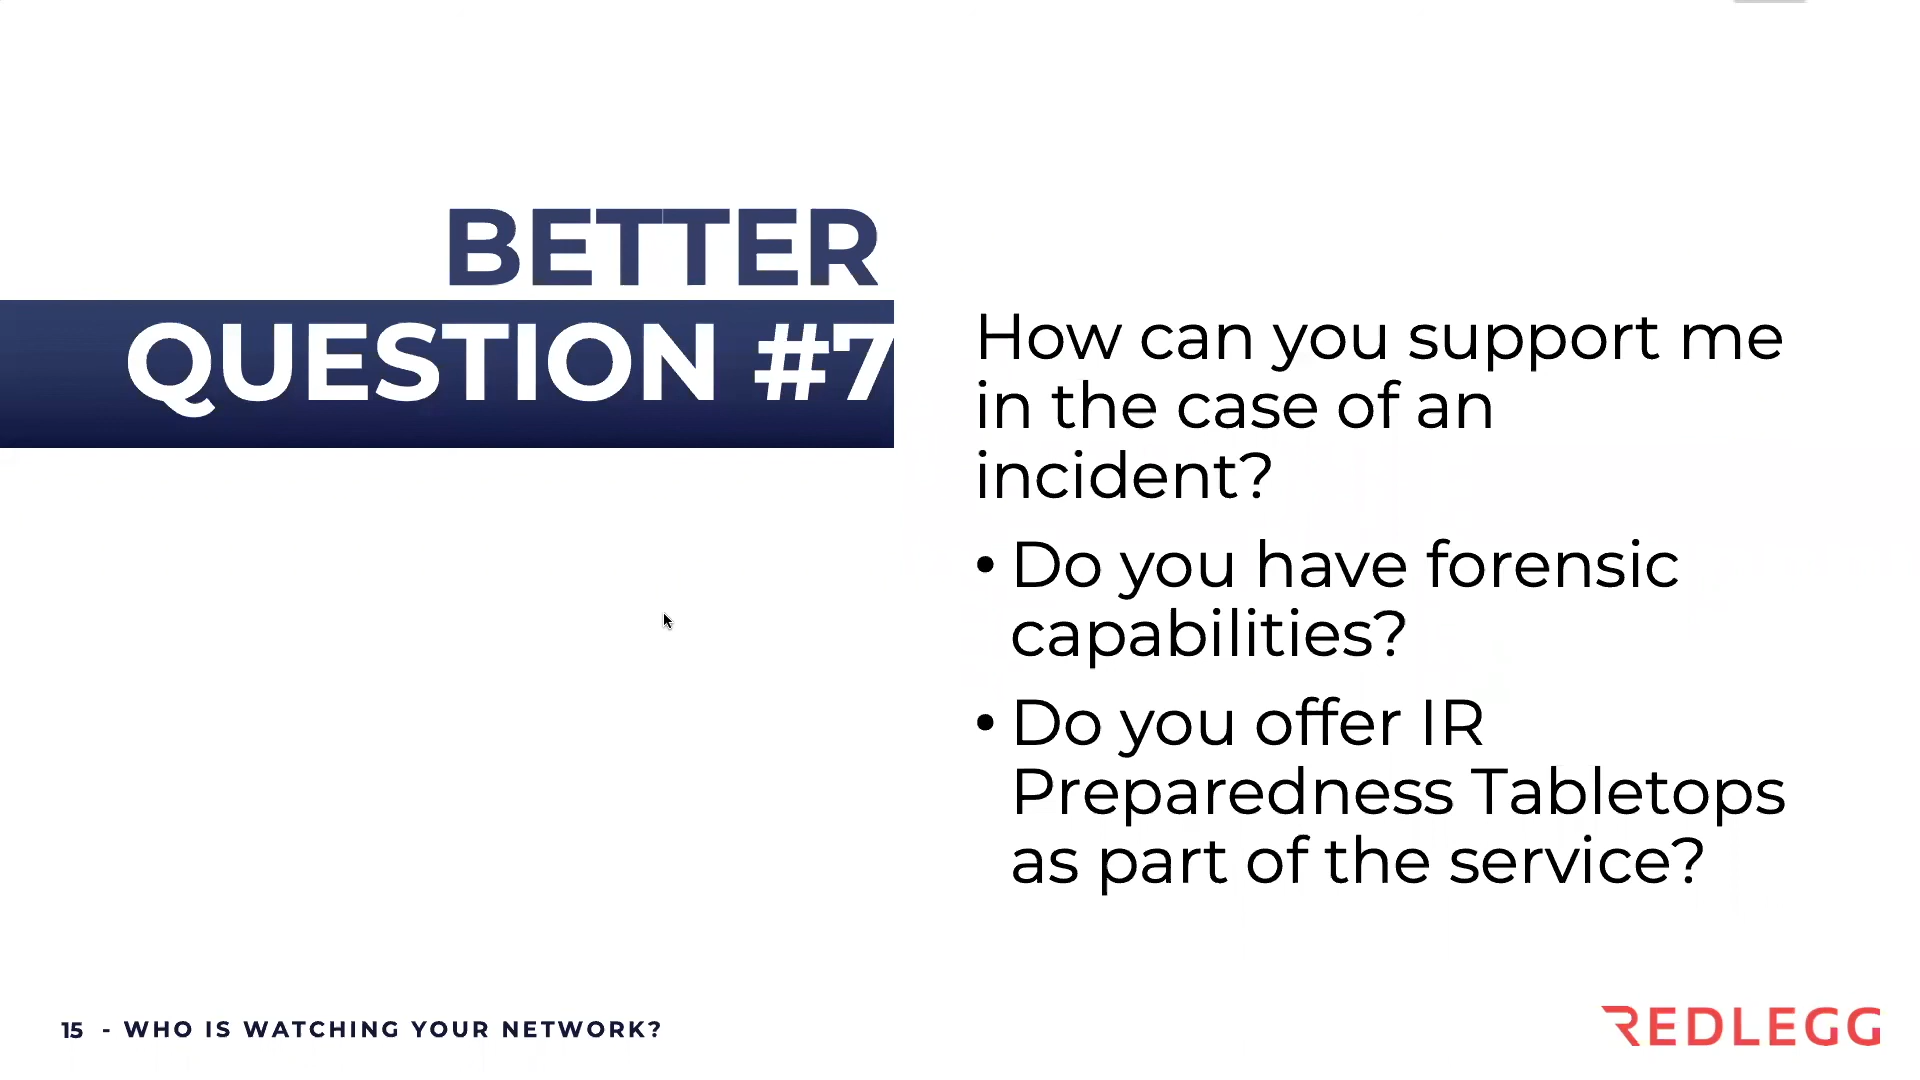 BETTER
QUESTION #7
How can you support me
in the case of an
incident?
• Do you have forensic
capabilities?
• Do you offer IR
Preparedness Tabletops
as part of the service?
15 - WHO IS WATCHING YOUR NETWORK?
REDLEGG